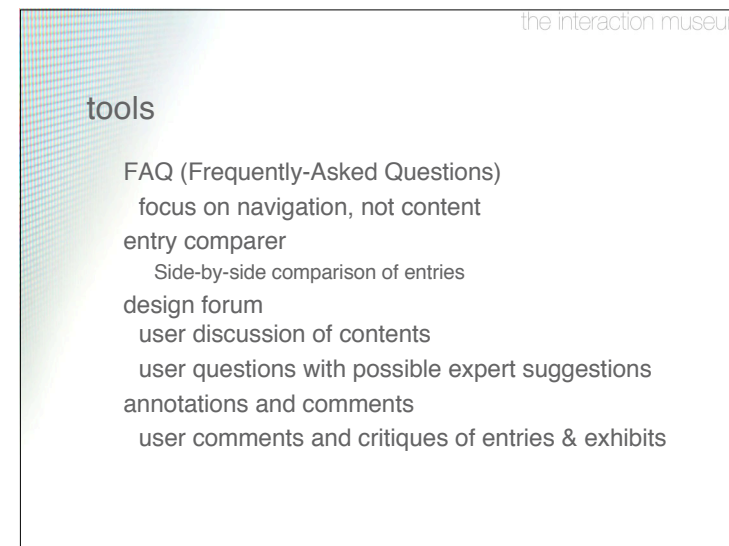 the interaction museu
tools
FAQ (Frequently-Asked Questions)
focus on navigation, not content
entry comparer
Side-by-side comparison of entries
design forum
user discussion of contents
user questions with possible expert suggestions
annotations and comments
user comments and critiques of entries & exhibits